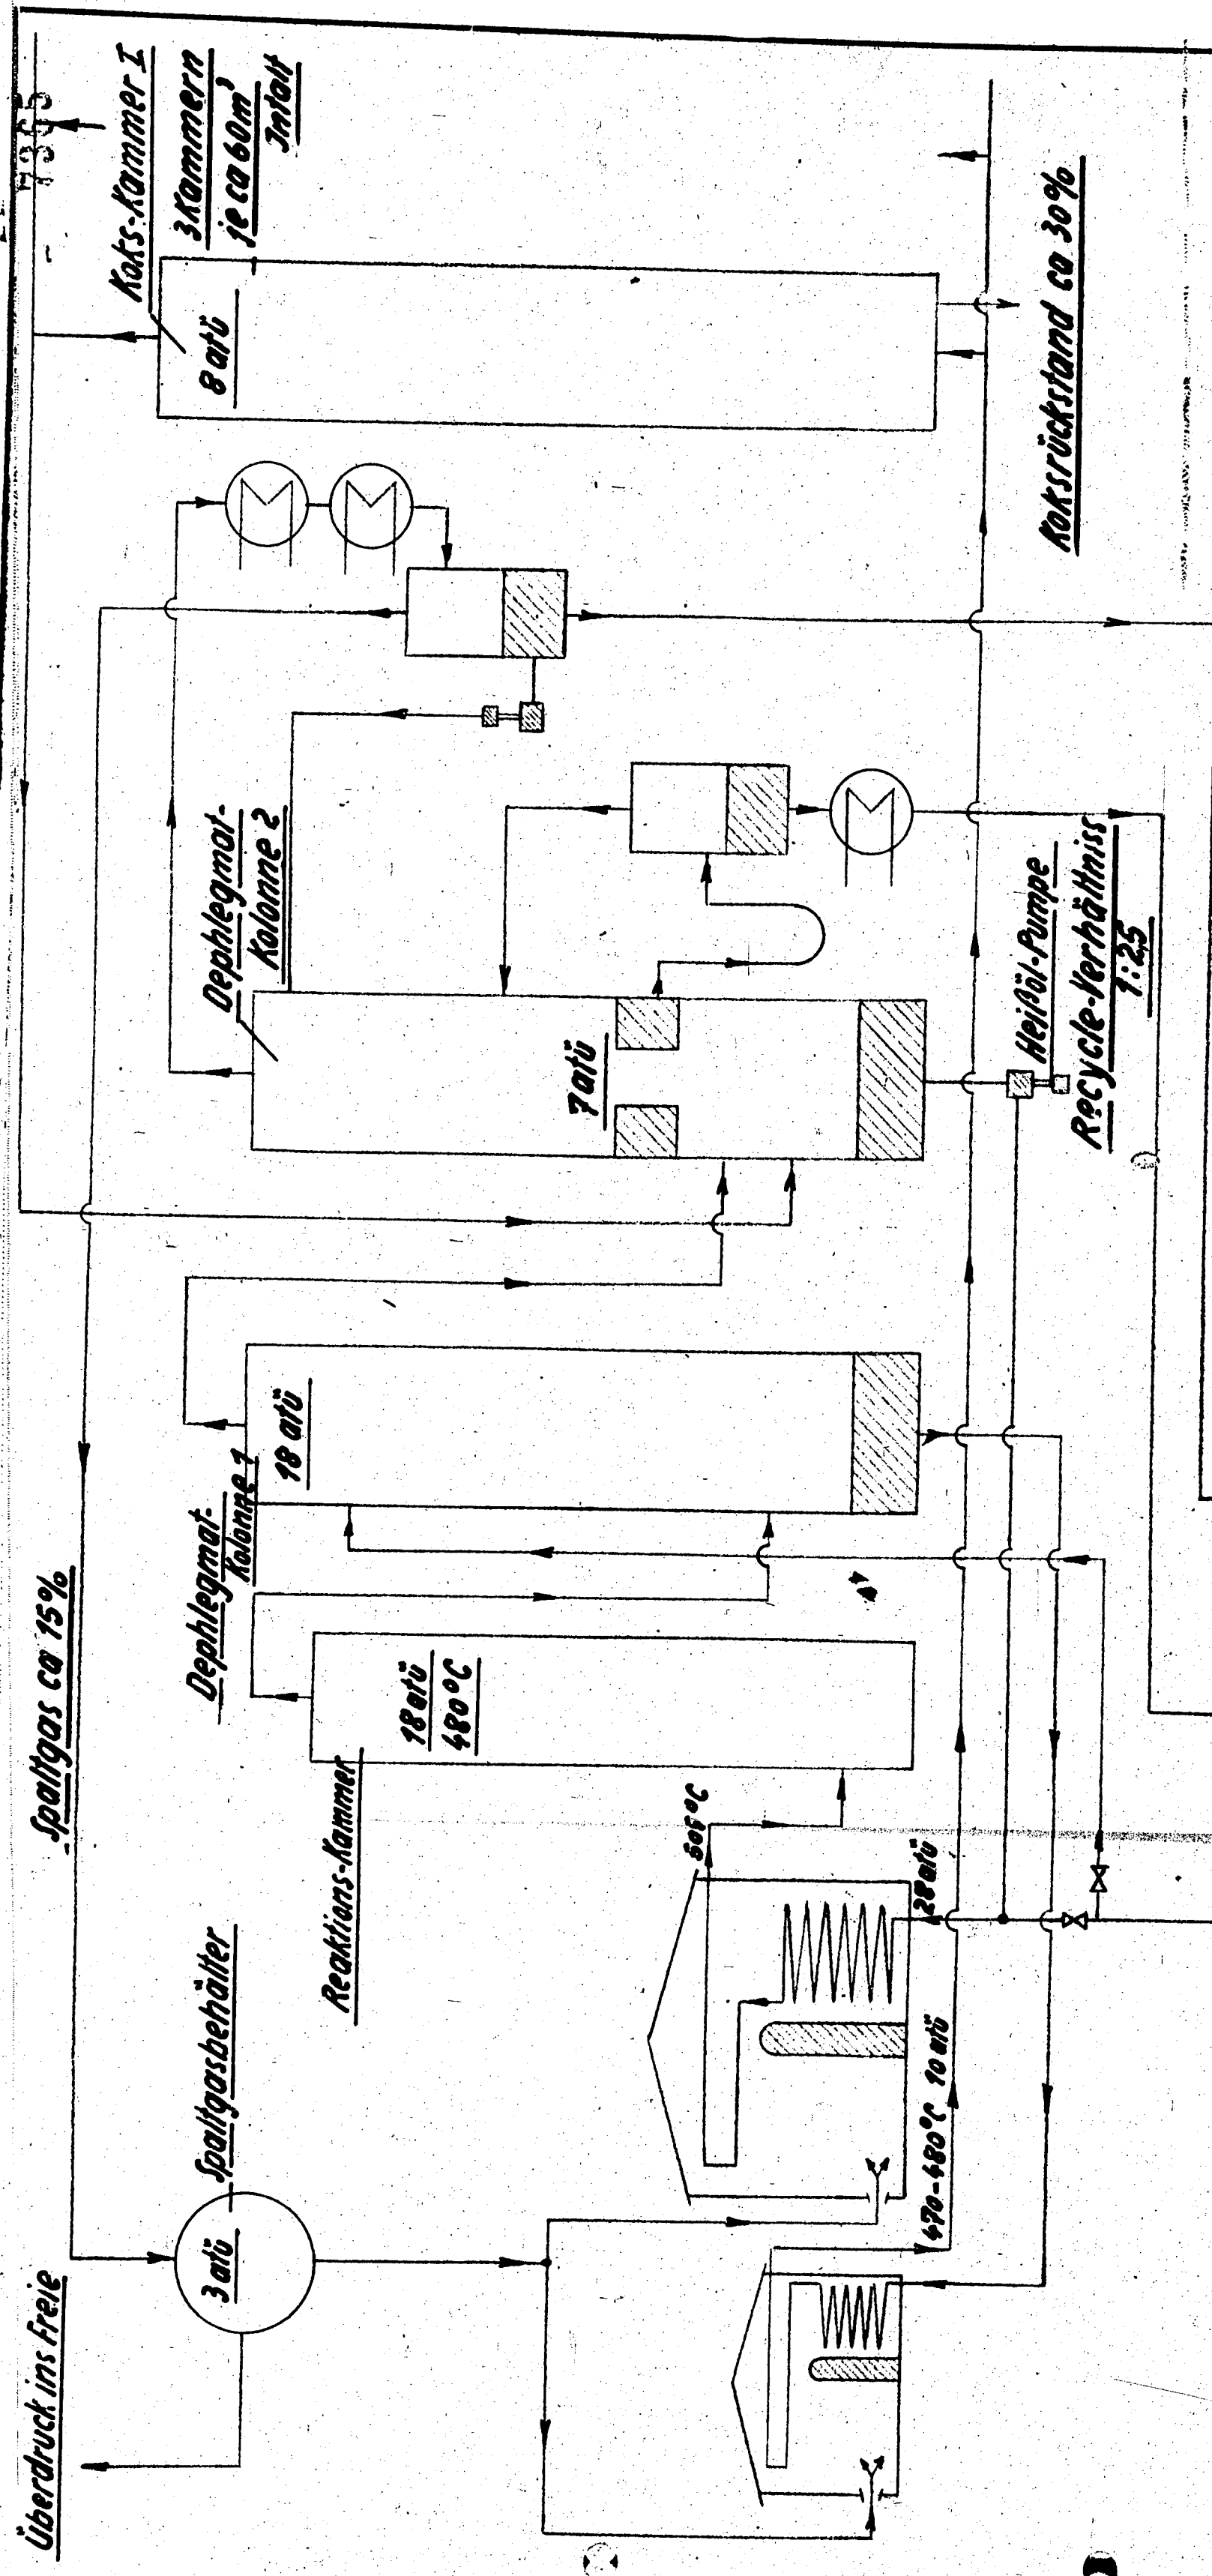 Überdruck ins Freie
Spaltgas ca 15%
Spaltgasbehälter
3 atü
Reaktions-Kammer
18 atü
480°C
Dephlegmat-
Kolonne 1
18 atü
Dephlegmat-
Kolonne 2
7 atü
Koks-Kammer I
3 Kammern
je ca 60m³
Inhalt
8 atü
505°C
28 atü
470-480°C 10 atü
Heißöl-Pumpe
Recycle-Verhältniss
1:2,5
Koksrückstand ca 30%